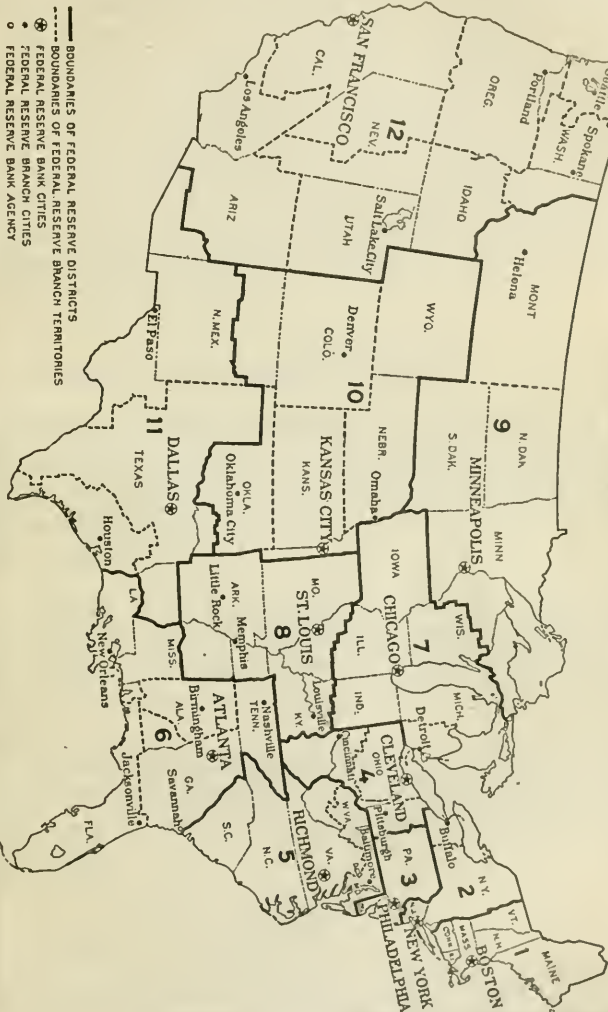 Seattle
WASH.
Spokane
Portland
OREG.
IDAHO
MONT
Helena
SAN FRANCISCO
CAL.
NEV.
12
Los Angeles
Salt Lake City
UTAH
ARIZ
WYO.
Denver
COLO.
10
N.MEX.
El Paso
N. DAK
9
S. DAK.
MINN
MINNEAPOLIS
NEBR.
Omaha
KANSAS CITY
KANS.
OKLA.
Oklahoma City
DALLAS
11
TEXAS
Houston
IOWA
WIS.
7
CHICAGO
ILL.
IND.
MICH.
Detroit
MO.
ST. LOUIS
8
Louisville
KY.
ARK.
Little Rock
Memphis
LA
New Orleans
MISS.
Nashville
TENN.
ATLANTA
ALA.
Birmingham
6
GA.
Savannah
Jacksonville
FLA.
CLEVELAND
OHIO
4
Cincinnati
Pittsburgh
W.VA.
Baltimore
MD.
RICHMOND
VA.
5
N.C.
S.C.
Buffalo
N.Y.
2
PA.
3
PHILADELPHIA
NEW YORK
BOSTON
MASS
CONN
R.I.
VT.
N.H.
1
MAINE
BOUNDARIES OF FEDERAL RESERVE DISTRICTS
BOUNDARIES OF FEDERAL RESERVE BRANCH TERRITORIES
FEDERAL RESERVE BANK CITIES
FEDERAL RESERVE BRANCH CITIES
FEDERAL RESERVE BANK AGENCY